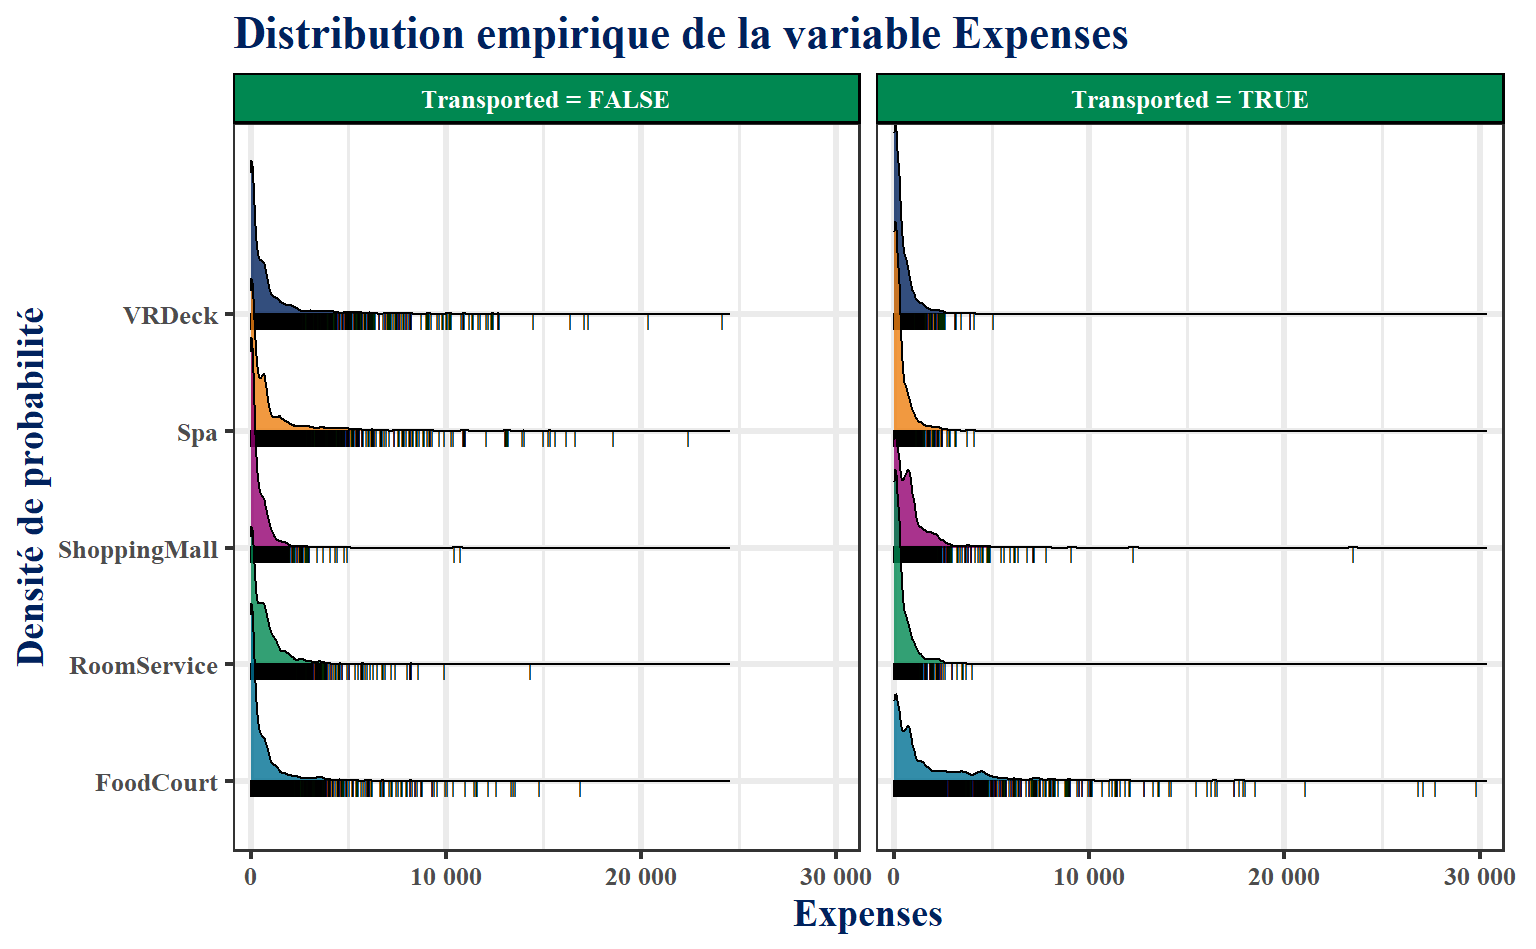 Distribution empirique de la variable Expenses
Transported = FALSE
Transported = TRUE
Densité de probabilité
VRDeck
Spa
ShoppingMall
RoomService
FoodCourt
0 10 000 20 000 30 000
0 10 000 20 000 30 000
Expenses